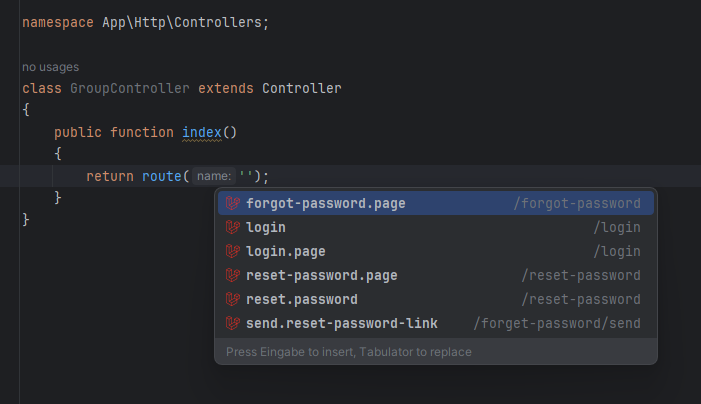 namespace App\Http\Controllers;
no usages
class GroupController extends Controller
{
public function index()
{
return route( name: '');
}
}
forgot-password.page /forgot-password
login /login
login.page /login
reset-password.page /reset-password
reset.password /reset-password
send.reset-password-link /forget-password/send
Press Eingabe to insert, Tabulator to replace